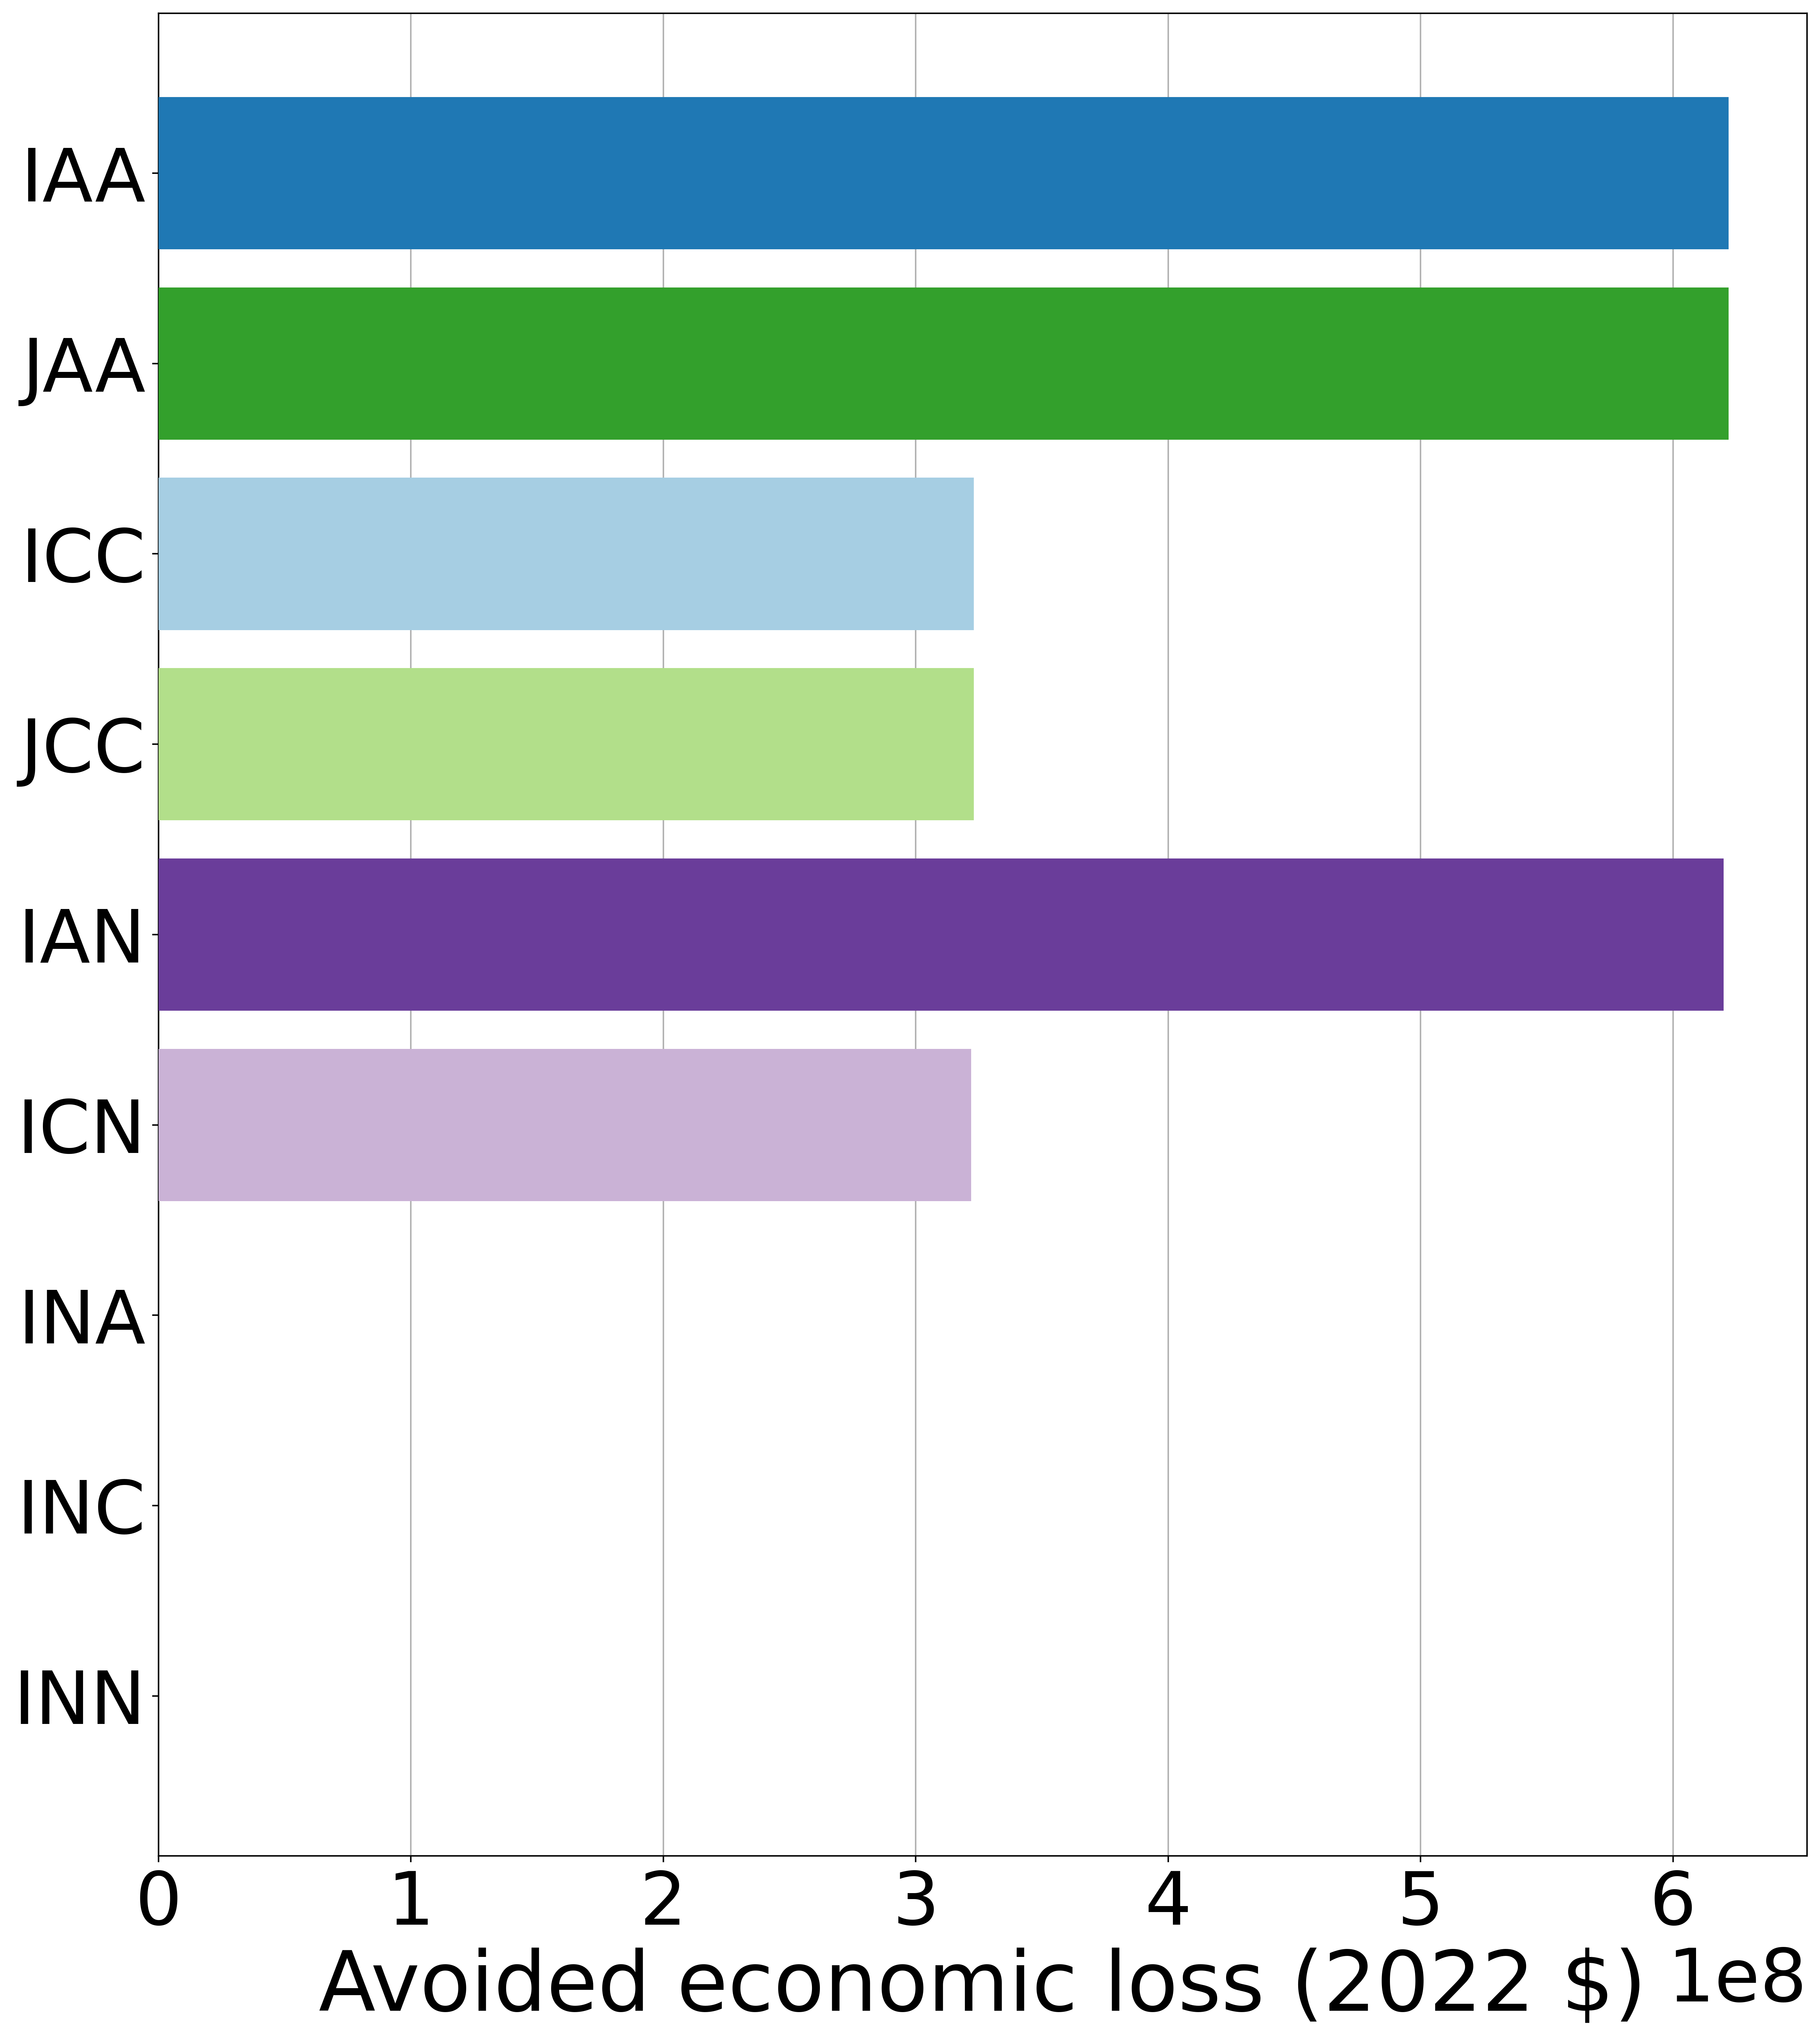 IAA
JAA
ICC
JCC
IAN
ICN
INA
INC
INN
0 1 2 3 4 5 6
Avoided economic loss (2022 $) 1e8